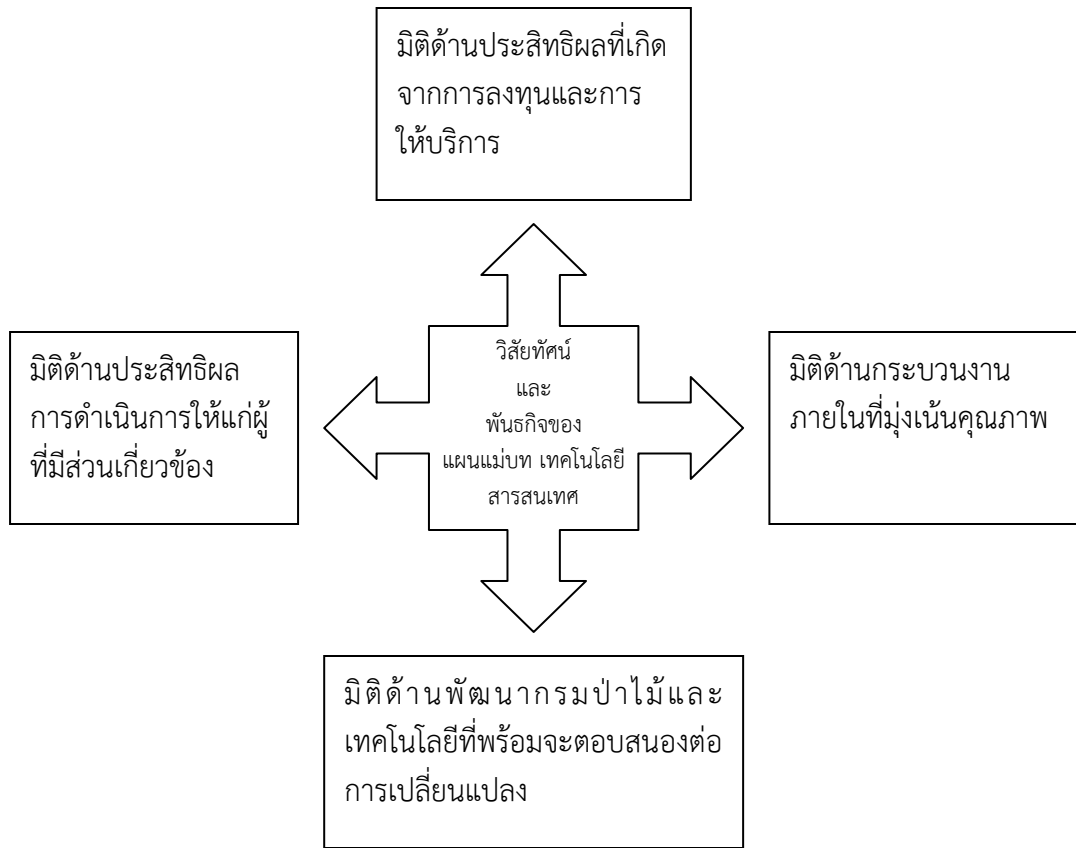 มิติด้านประสิทธิผลที่เกิด
จากการลงทุนและการ
ให้บริการ
มิติด้านประสิทธิผล
การดำเนินการให้แก่ผู้
ที่มีส่วนเกี่ยวข้อง
วิสัยทัศน์
และ
พันธกิจของ
แผนแม่บท เทคโนโลยี
สารสนเทศ
มิติด้านกระบวนงาน
ภายในที่มุ่งเน้นคุณภาพ
มิติด้านพัฒนากรมป่าไม้และ
เทคโนโลยีที่พร้อมจะตอบสนองต่อ
การเปลี่ยนแปลง